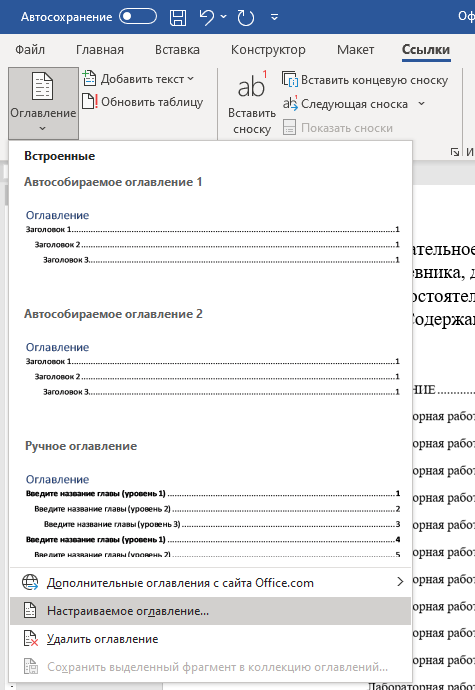 Автосохранение
Оф
Файл Главная Вставка Конструктор Макет Ссылки
Оглавление
Добавить текст
Обновить таблицу
ab1
Вставить сноску
Вставить концевую сноску
Следующая сноска
Показать сноски
Встроенные
Автособираемое оглавление 1
Оглавление
Заголовок 1 1
Заголовок 2 1
Заголовок 3 1
Автособираемое оглавление 2
Оглавление
Заголовок 1 1
Заголовок 2 1
Заголовок 3 1
Ручное оглавление
Оглавление
Введите название главы (уровень 1) 1
Введите название главы (уровень 2) 2
Введите название главы (уровень 3) 3
Введите название главы (уровень 1) 4
Введите название главы (уровень 2) 5
Дополнительные оглавления с сайта Office.com
Настраиваемое оглавление...
Удалить оглавление
Сохранить выделенный фрагмент в коллекцию оглавлений...
ательное
евника, д
остоятел
Содержа
НИЕ
орная работ
орная работ
орная работ
орная работ
орная работ
орная работ
орная работ
орная работ
орная работ
орная работ
Лабораторная работ